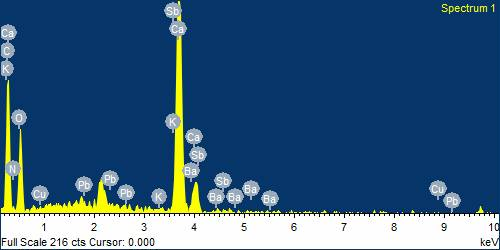 Spectrum 1
Sb
Ca
Ca
C
K
O
K
Ca
Sb
N
Ba
Cu
Pb
Pb
Pb
K
Sb
Ba
Ba
Ba
Ba
Cu
Pb
1 2 3 4 5 6 7 8 9 10
Full Scale 216 cts Cursor: 0.000 keV